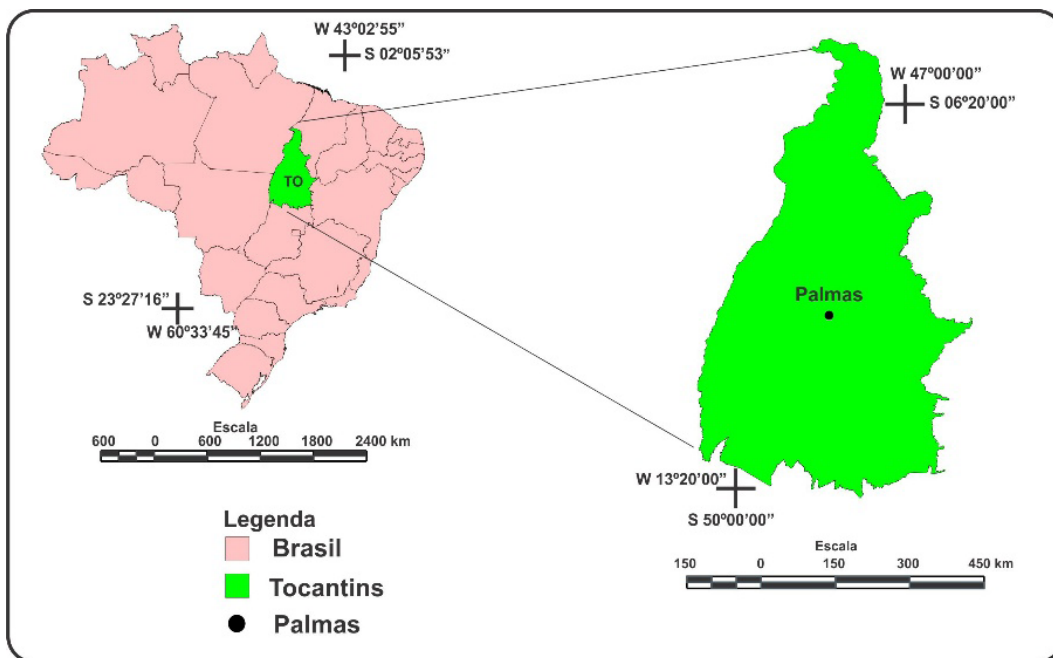 W 43º02’55”
S 02º05’53”
TO
S 23º27’16”
W 60º33’45”
Escala
600 0 600 1200 1800 2400 km
Legenda
Brasil
Tocantins
Palmas
W 47º00’00”
S 06º20’00”
Palmas
W 13º20’00”
S 50º00’00”
Escala
150 0 150 300 450 km